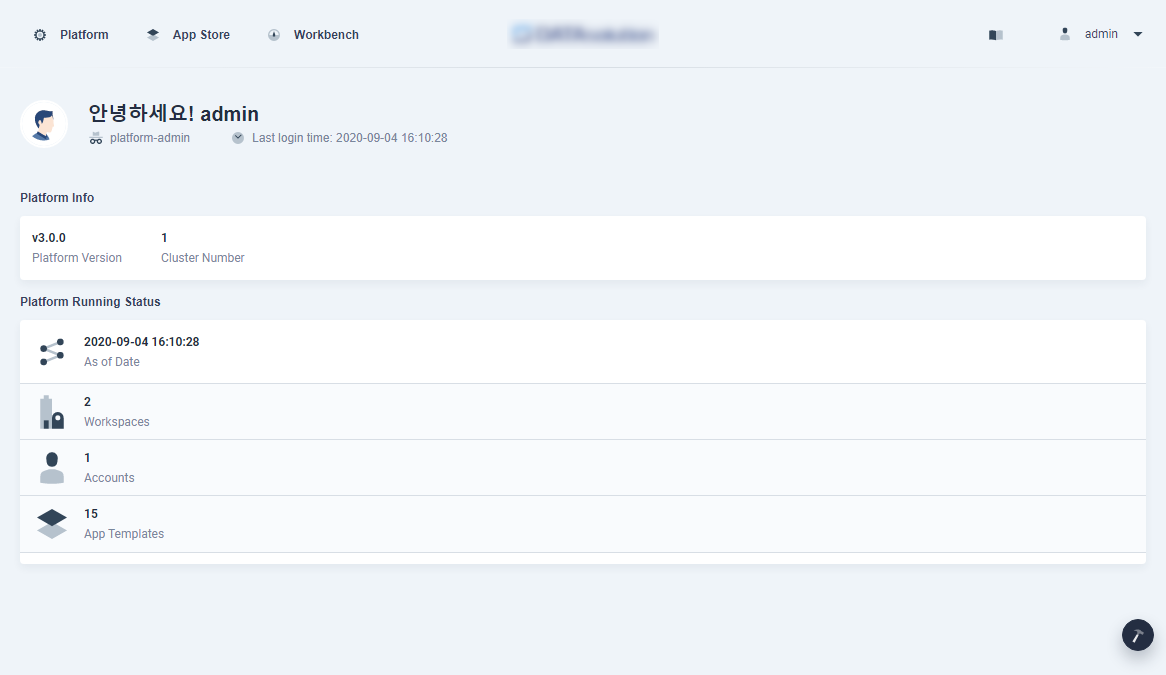 Platform
App Store
Workbench
admin
안녕하세요! admin
platform-admin
Last login time: 2020-09-04 16:10:28
Platform Info
v3.0.0
Platform Version
1
Cluster Number
Platform Running Status
2020-09-04 16:10:28
As of Date
2
Workspaces
1
Accounts
15
App Templates